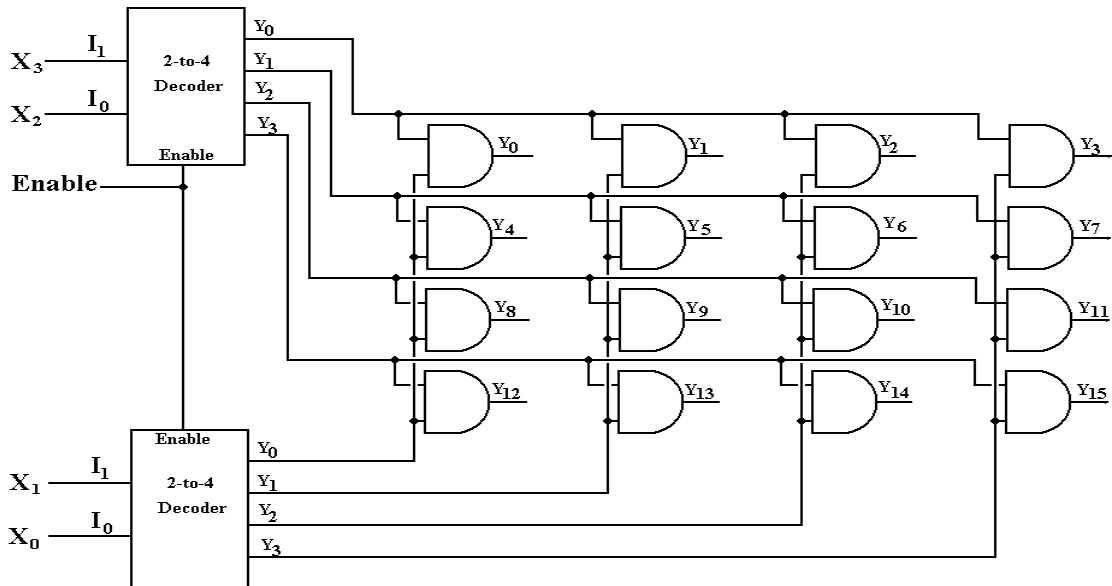 X3 I1
X2 I0
2-to-4
Decoder
Enable
Y0
Y1
Y2
Y3
Enable
Y0 Y1 Y2 Y3
Y4 Y5 Y6 Y7
Y8 Y9 Y10 Y11
Y12 Y13 Y14 Y15
X1 I1
X0 I0
Enable
2-to-4
Decoder
Y0
Y1
Y2
Y3